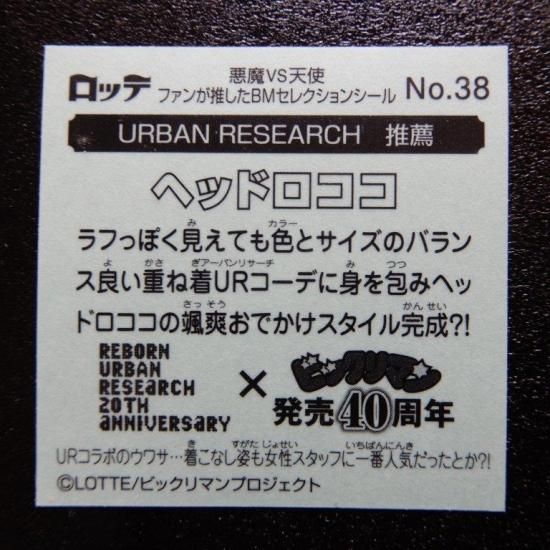 ロッテ
悪魔VS天使
ファンが推したBMセレクションシール
No.38
URBAN RESEARCH 推薦
ヘッドロココ
ラフっぽく見えても色とサイズのバラン
ス良い重ね着URコーデに身を包みヘッ
ドロココの颯爽おでかけスタイル完成?!
REBORN
URBAN
RESEARCH
20TH
ANNIVERSARY
×
ビックリマン
発売40周年
URコラボのウワサ…着こなし姿も女性スタッフに一番人気だったとか?!
©LOTTE/ビックリマンプロジェクト